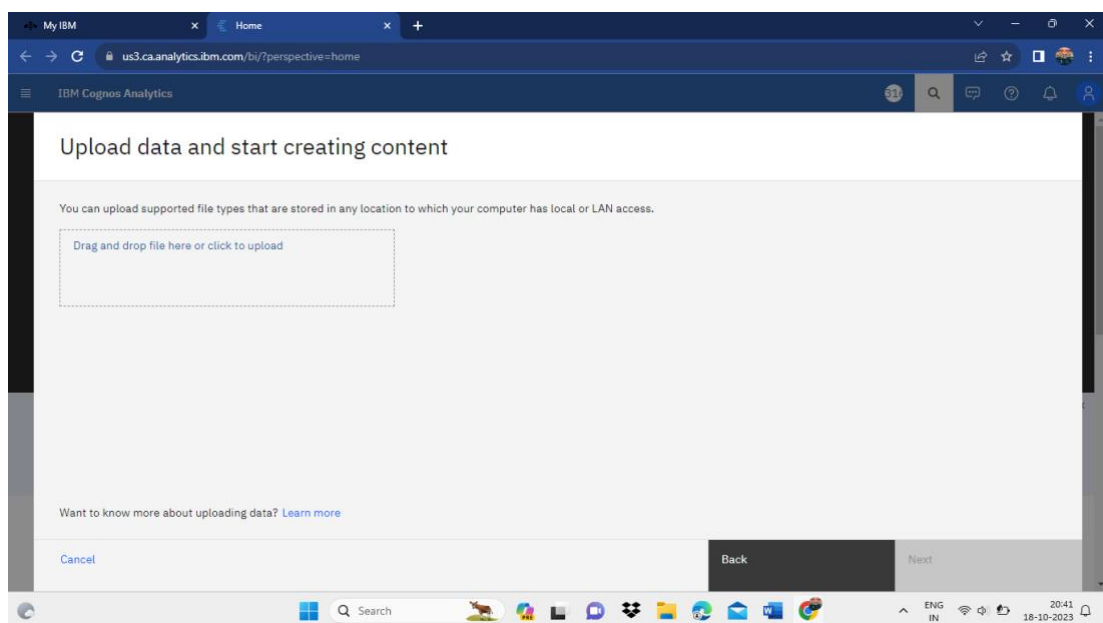 My IBM
Home
us3.ca.analytics.ibm.com/bi/?perspective=home
IBM Cognos Analytics
Upload data and start creating content
You can upload supported file types that are stored in any location to which your computer has local or LAN access.
Drag and drop file here or click to upload
Want to know more about uploading data? Learn more
Cancel
Back
Next
Search
ENG
IN
20:41
18-10-2023